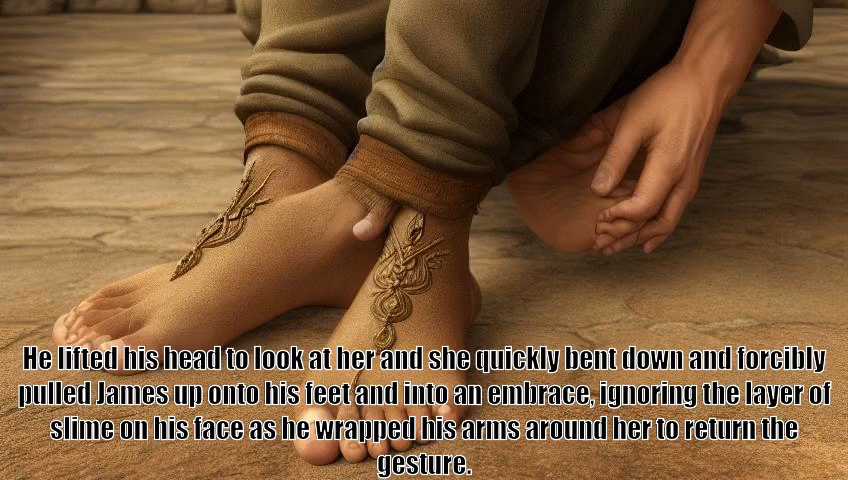 He lifted his head to look at her and she quickly bent down and forcibly
pulled James up onto his feet and into an embrace, ignoring the layer of
slime on his face as he wrapped his arms around her to return the
gesture.